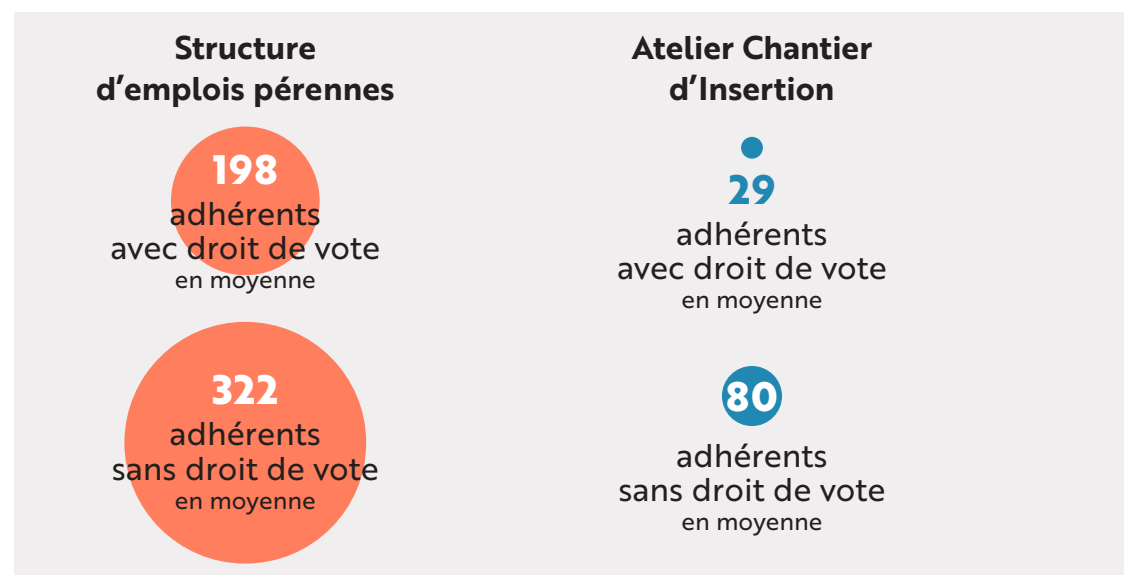 Structure
d’emplois pérennes
198
adhérents
avec droit de vote
en moyenne
322
adhérents
sans droit de vote
en moyenne
Atelier Chantier
d’Insertion
29
adhérents
avec droit de vote
en moyenne
80
adhérents
sans droit de vote
en moyenne